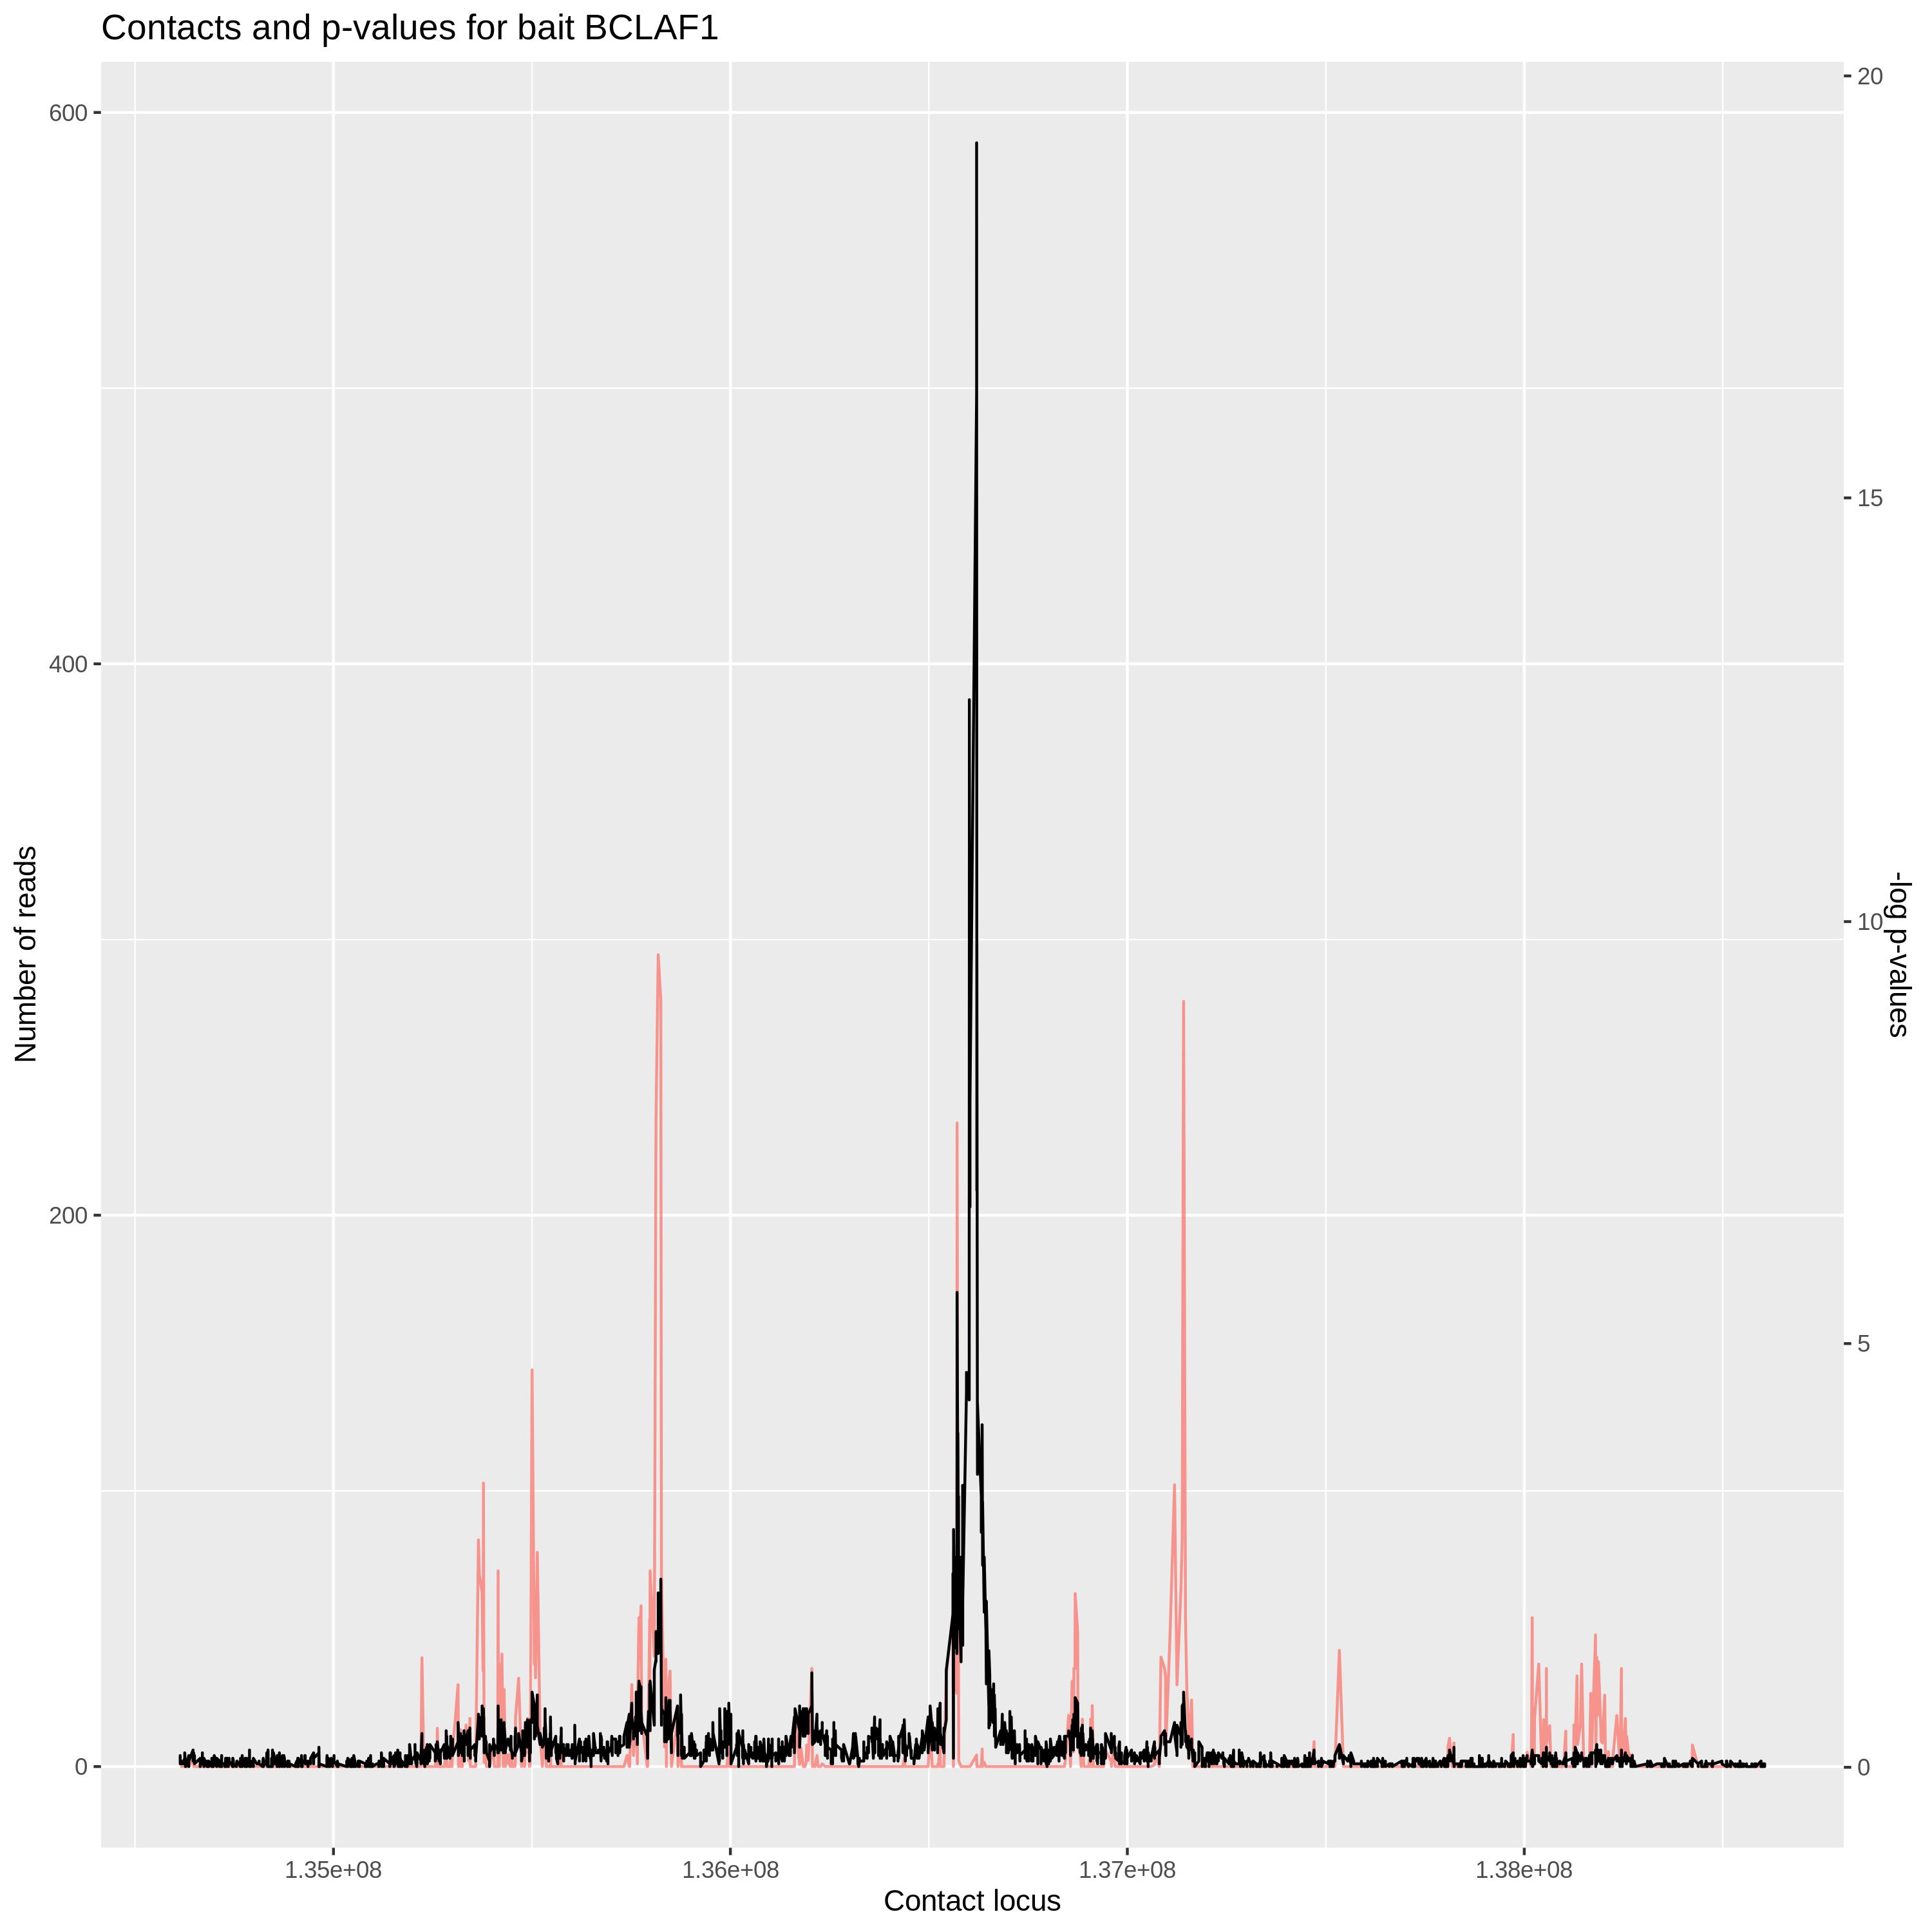 Contacts and p-values for bait BCLAF1
600
400
200
0
Number of reads
20
15
10
5
0
-log p-values
1.35e+08 1.36e+08 1.37e+08 1.38e+08
Contact locus